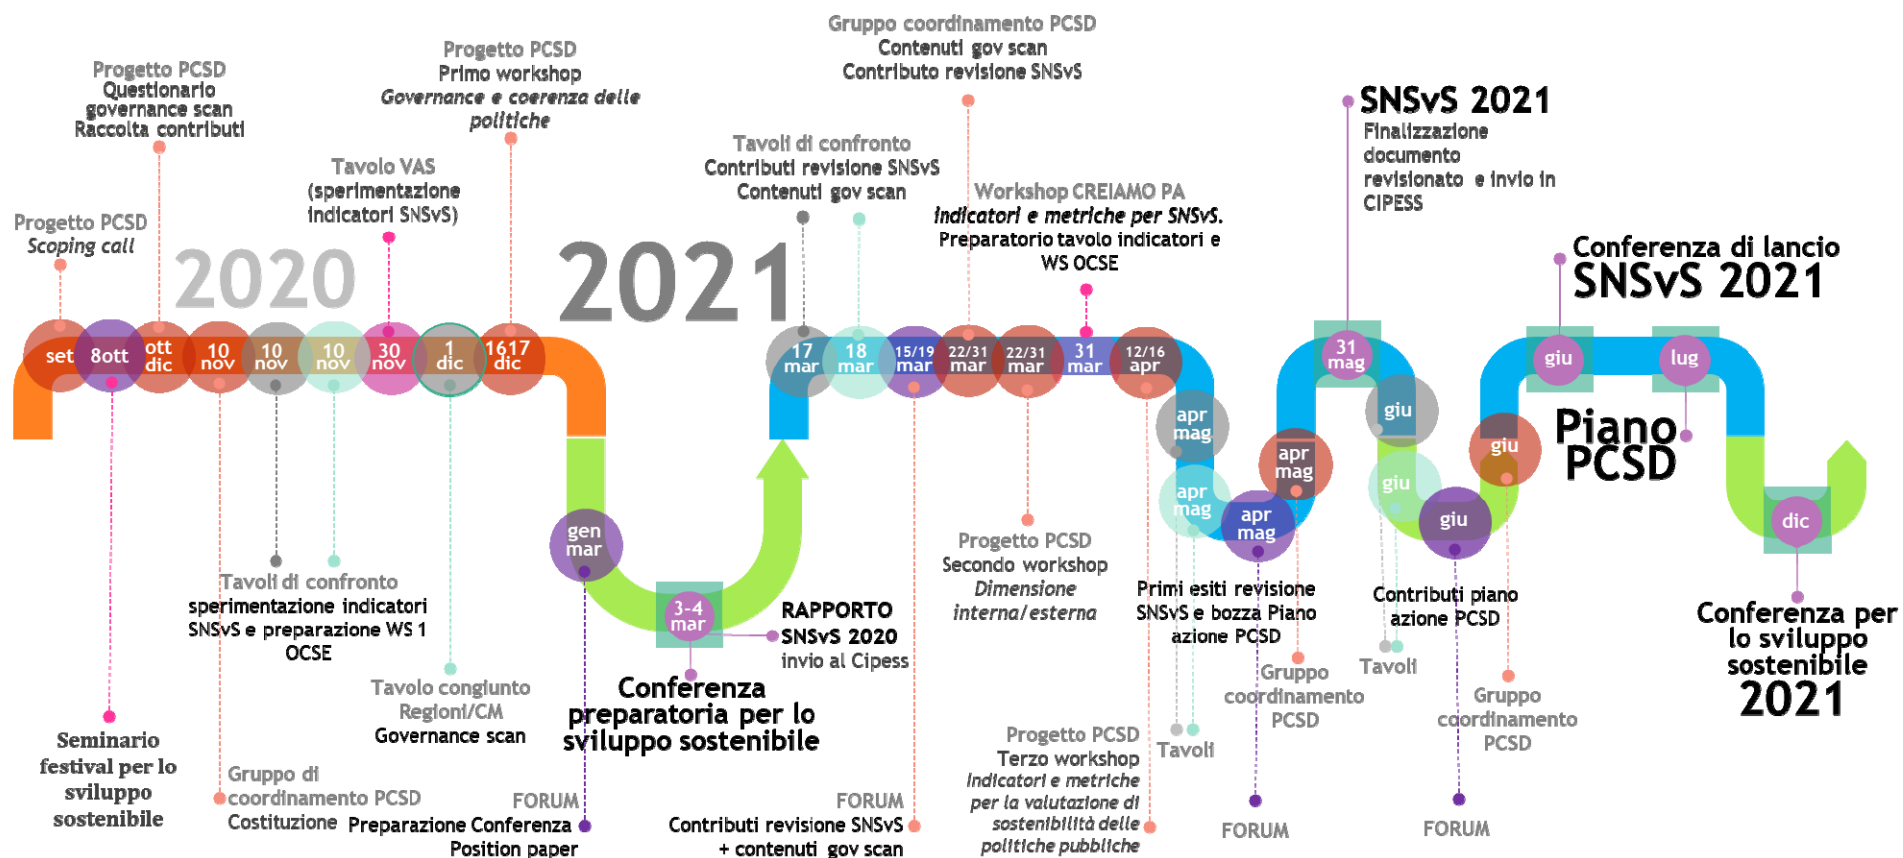 Progetto PCSD
Scoping call
Progetto PCSD
Questionario
governance scan
Raccolta contributi
2020
Tavolo VAS
(sperimentazione
indicatori SNSvS)
Progetto PCSD
Primo workshop
Governance e coerenza delle
politiche
2021
Tavoli di confronto
Contributi revisione SNSvS
Contenuti gov scan
Gruppo coordinamento PCSD
Contenuti gov scan
Contributo revisione SNSvS
Workshop CREIAMO PA
indicatori e metriche per SNSvS.
Preparatorio tavolo indicatori e
WS OCSE
SNSvS 2021
Finalizzazione
documento
revisionato e invio in
CIPESS
Conferenza di lancio
SNSvS 2021
set
8ott
ott
dic
10
nov
10
nov
10
nov
30
nov
1
dic
1617
dic
gen
mar
3-4
mar
17
mar
18
mar
15/19
mar
22/31
mar
22/31
mar
31
mar
12/16
apr
apr
mag
apr
mag
apr
mag
apr
mag
31
mag
giu
giu
giu
giu
giu
lug
dic
Piano
PCSD
Seminario
festival per lo
sviluppo
sostenibile
Gruppo di
coordinamento PCSD
Costituzione
Tavoli di confronto
sperimentazione indicatori
SNSvS e preparazione WS 1
OCSE
Tavolo congiunto
Regioni/CM
Governance scan
FORUM
Preparazione Conferenza
Position paper
RAPPORTO
SNSvS 2020
invio al Cipess
Conferenza
preparatoria per lo
sviluppo sostenibile
FORUM
Contributi revisione SNSvS
+ contenuti gov scan
Progetto PCSD
Secondo workshop
Dimensione
interna/esterna
Progetto PCSD
Terzo workshop
Indicatori e metriche
per la valutazione di
sostenibilità delle
politiche pubbliche
Primi esiti revisione
SNSvS e bozza Piano
azione PCSD
Tavoli
Gruppo
coordinamento
PCSD
FORUM
Contributi piano
azione PCSD
Tavoli
Gruppo
coordinamento
PCSD
FORUM
Conferenza per
lo sviluppo
sostenibile
2021